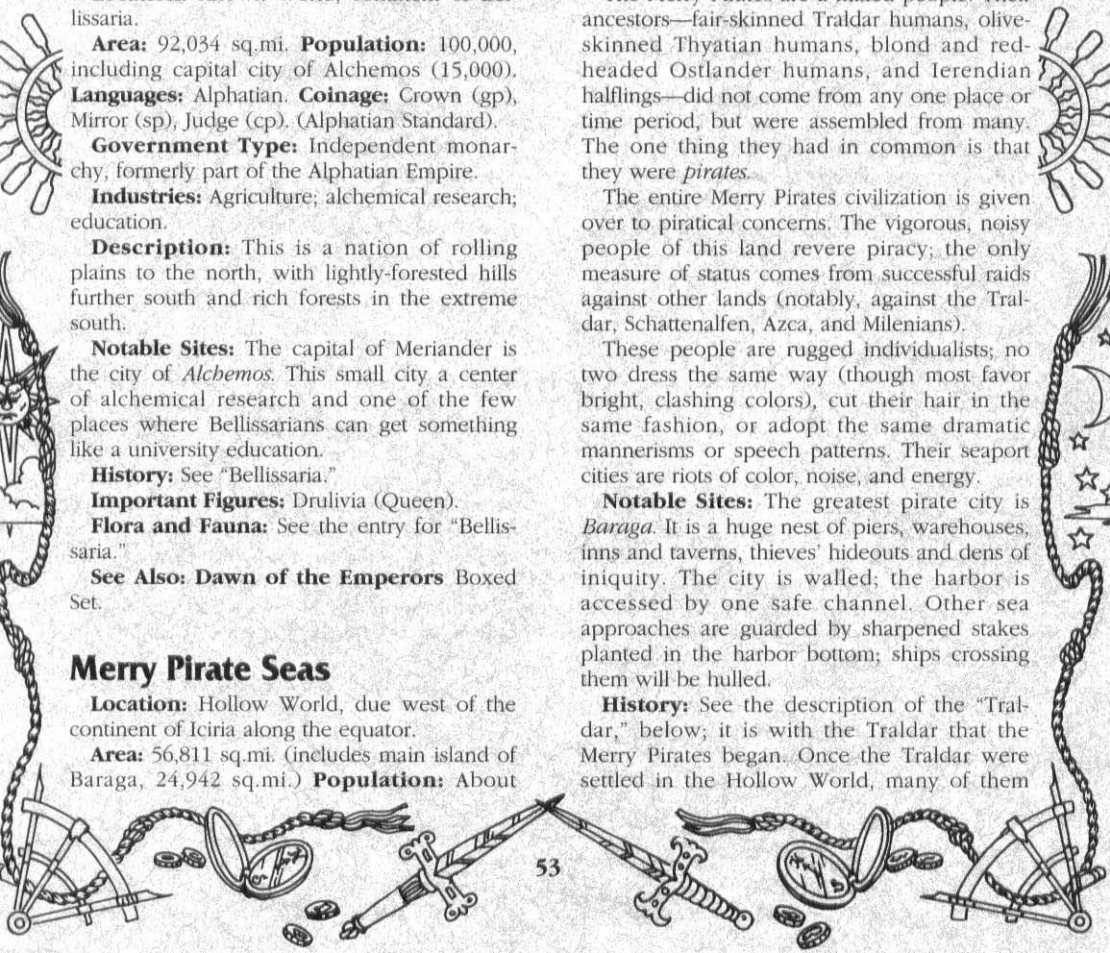 lissaria.
Area: 92,034 sq.mi. Population: 100,000,
including capital city of Alchemos (15,000).
Languages: Alphatian. Coinage: Crown (gp),
Mirror (sp), Judge (cp). (Alphatian Standard).
Government Type: Independent monar-
chy, formerly part of the Alphatian Empire.
Industries: Agriculture; alchemical research;
education.
Description: This is a nation of rolling
plains to the north, with lightly-forested hills
further south and rich forests in the extreme
south.
Notable Sites: The capital of Meriander is
the city of Alchemos. This small city a center
of alchemical research and one of the few
places where Bellissarians can get something
like a university education.
History: See "Bellissaria."
Important Figures: Drulivia (Queen).
Flora and Fauna: See the entry for "Bellis-
saria."
See Also: Dawn of the Emperors Boxed
Set.
Merry Pirate Seas
Location: Hollow World, due west of the
continent of Iciria along the equator.
Area: 56,811 sq.mi. (includes main island of
Baraga, 24,942 sq.mi.) Population: About
ancestors—fair-skinned Traldar humans, olive-
skinned Thyatian humans, blond and red-
headed Ostlander humans, and Ierendian
halflings—did not come from any one place or
time period, but were assembled from many.
The one thing they had in common is that
they were pirates.
The entire Merry Pirates civilization is given
over to piratical concerns. The vigorous, noisy
people of this land revere piracy; the only
measure of status comes from successful raids
against other lands (notably, against the Tral-
dar, Schattenalfen, Azca, and Milenians).
These people are rugged individualists; no
two dress the same way (though most favor
bright, clashing colors), cut their hair in the
same fashion, or adopt the same dramatic
mannerisms or speech patterns. Their seaport
cities are riots of color, noise, and energy.
Notable Sites: The greatest pirate city is
Baraga. It is a huge nest of piers, warehouses,
inns and taverns, thieves' hideouts and dens of
iniquity. The city is walled; the harbor is
accessed by one safe channel. Other sea
approaches are guarded by sharpened stakes
planted in the harbor bottom; ships crossing
them will be hulled.
History: See the description of the "Tral-
dar," below; it is with the Traldar that the
Merry Pirates began. Once the Traldar were
settled in the Hollow World, many of them
53